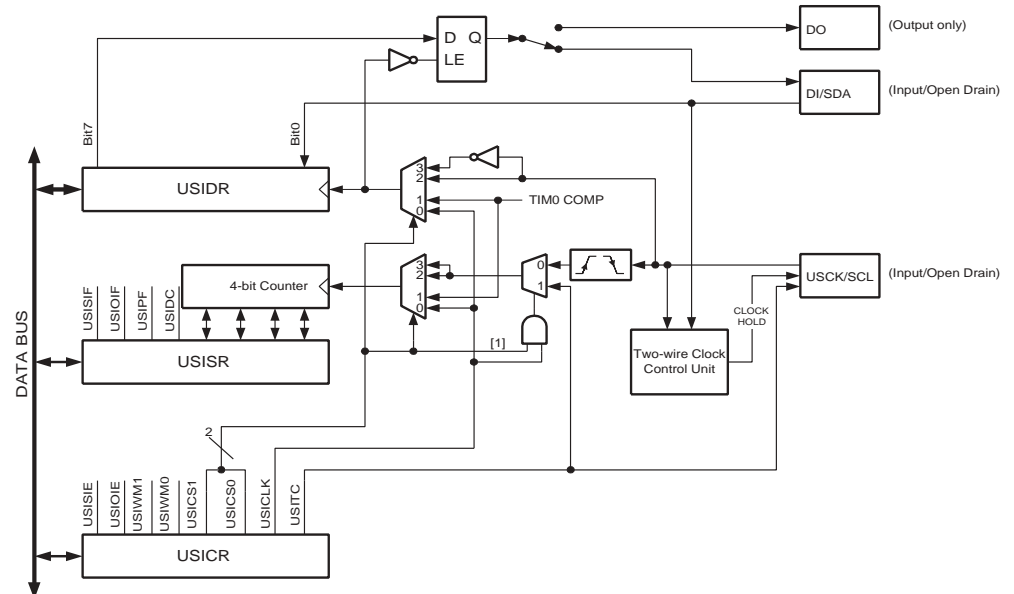 DO (Output only)
D Q
LE
DI/SDA (Input/Open Drain)
Bit7
Bit0
3
2
USIDR
1
0
TIM0 COMP
3
2
0
4-bit Counter
1
0
1
USCK/SCL (Input/Open Drain)
CLOCK
HOLD
USISIF
USIOIF
USIPF
USIDC
[1]
USISR
Two-wire Clock
Control Unit
DATA BUS
2
USISIE
USIOIE
USIWM1
USIWM0
USICS1
USICS0
USICLK
USITC
USICR